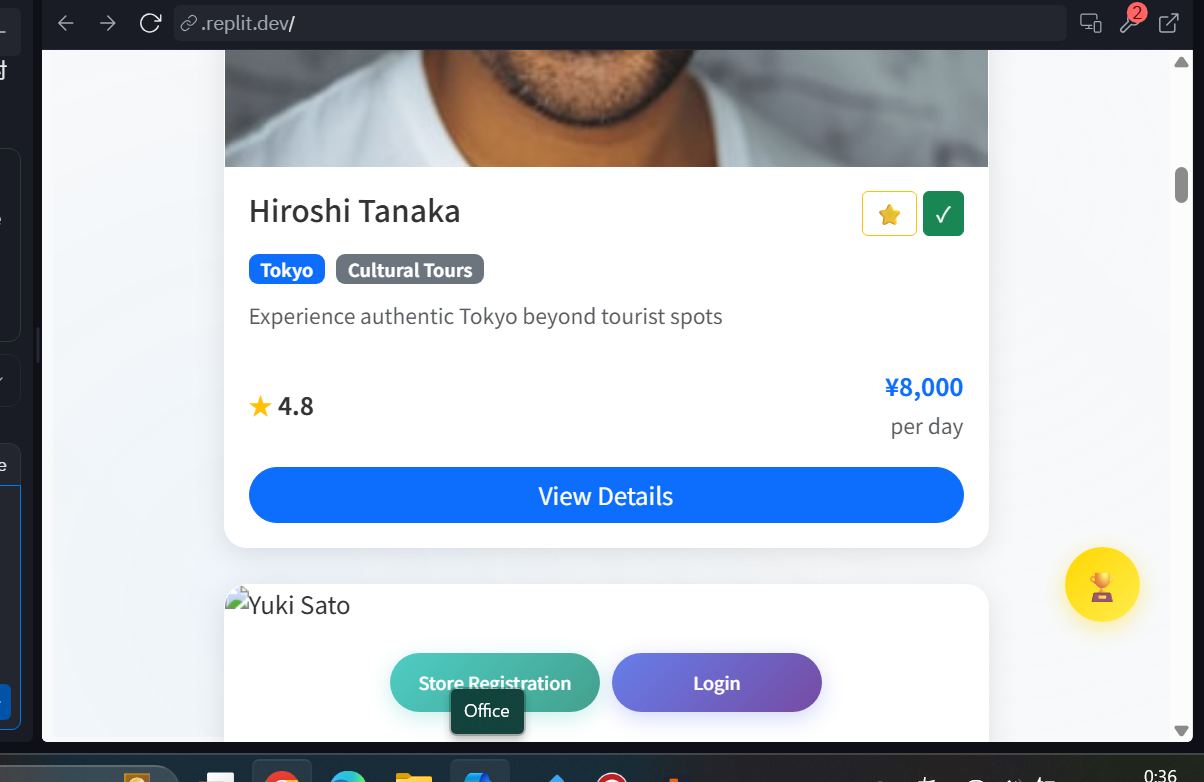 .replit.dev/
2
Hiroshi Tanaka
Tokyo
Cultural Tours
Experience authentic Tokyo beyond tourist spots
4.8
¥8,000
per day
View Details
Yuki Sato
Store Registration
Login
Office
0:36